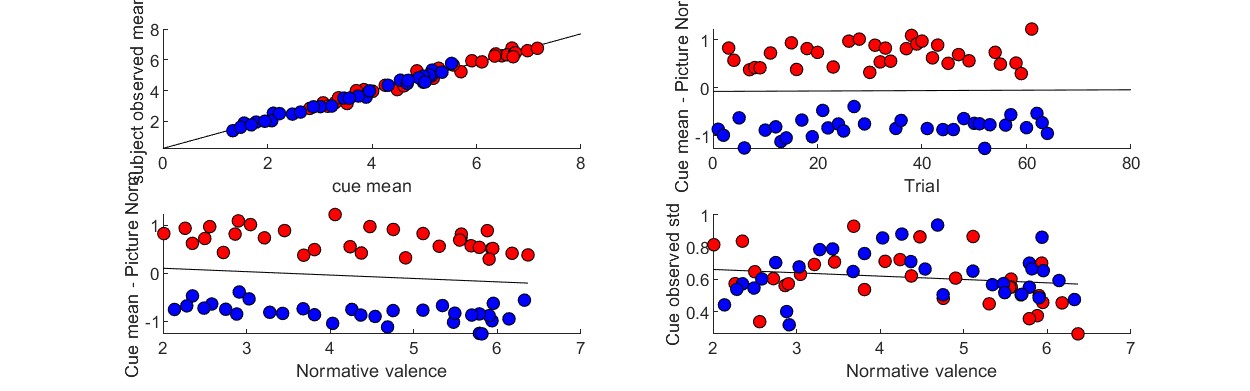 subject observed mean
8
6
4
2
0 2 4 6 8
cue mean
Cue mean - Picture Nor
1
0
-1
0 20 40 60 80
Trial
Cue mean - Picture Norm
1
0
-1
2 3 4 5 6 7
Normative valence
Cue observed std
1
0.8
0.6
0.4
2 3 4 5 6 7
Normative valence